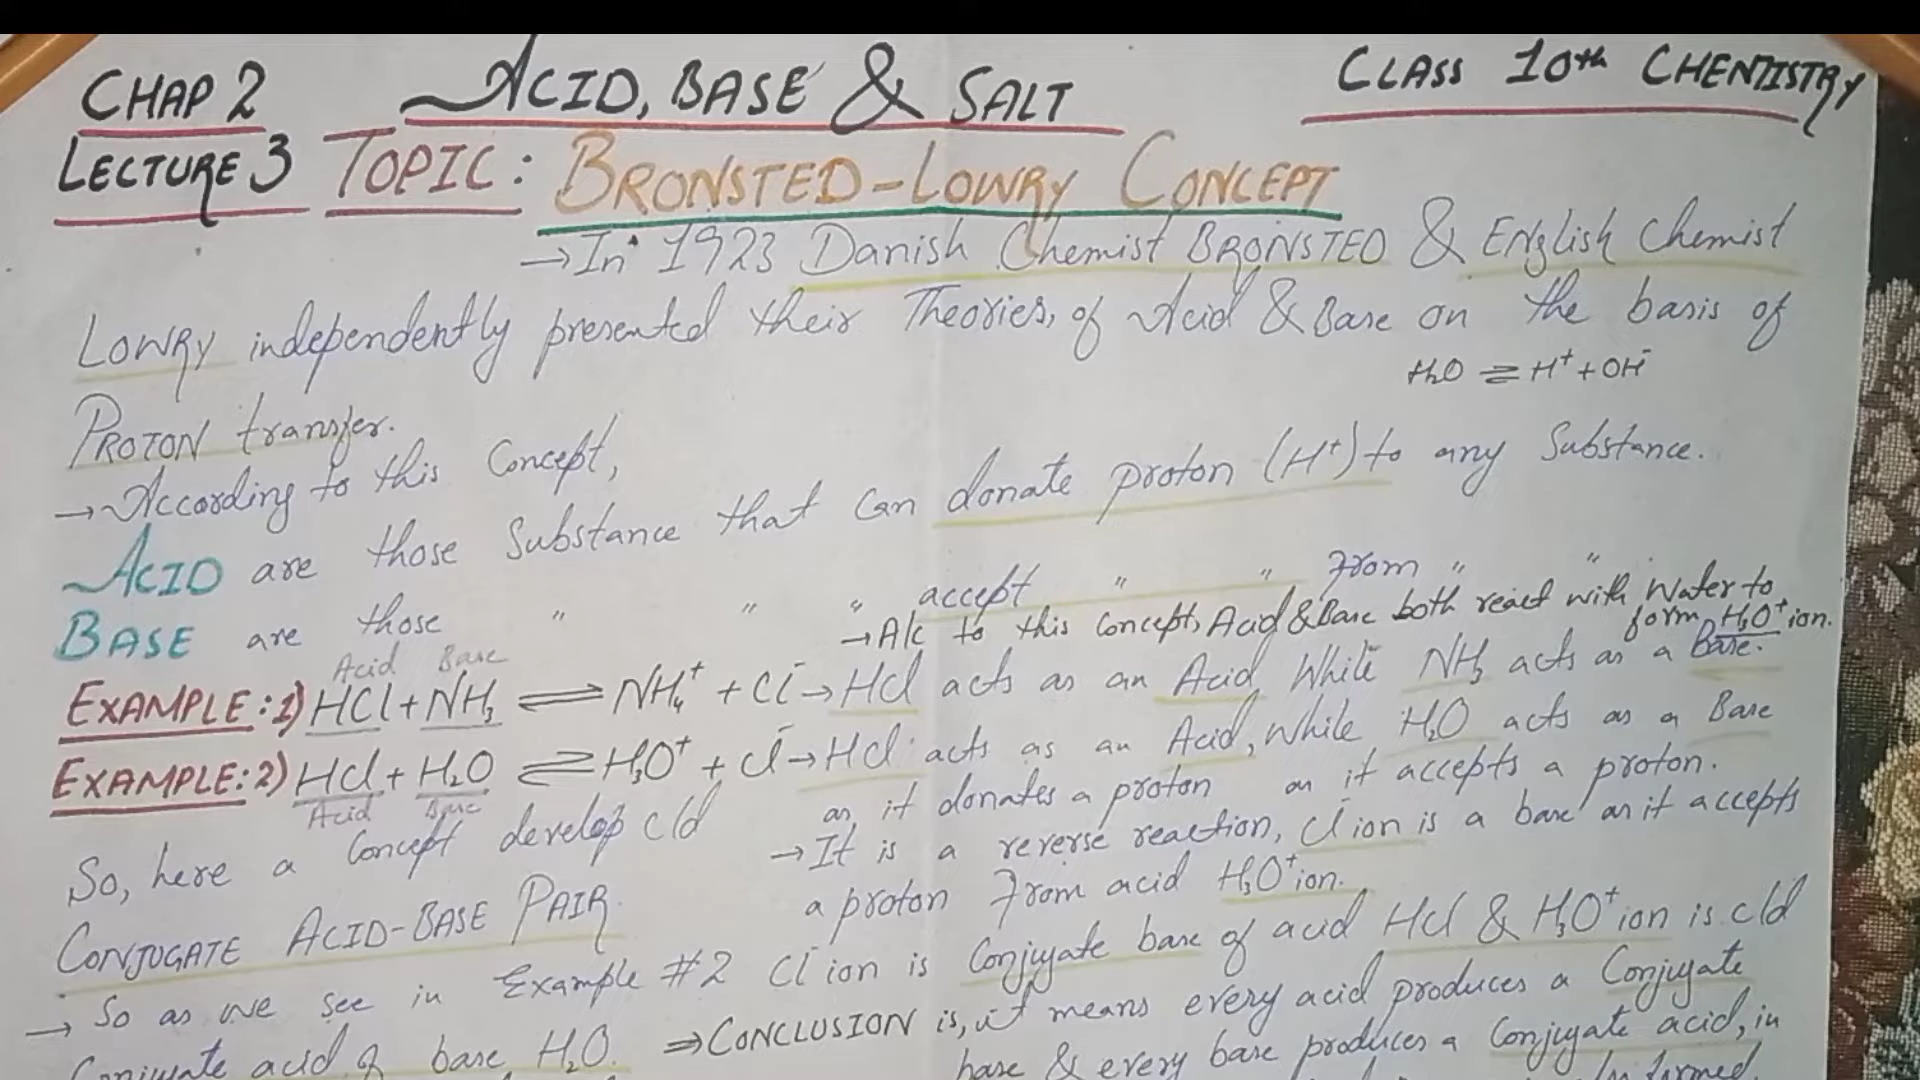 CHAP 2 ACID, BASE & SALT CLASS 10th CHEMISTRY
LECTURE 3 TOPIC: BRONSTED-LOWRY CONCEPT
→ In 1923 Danish Chemist BRONSTED & English Chemist
LOWRY independently presented their Theories, of Acid & Base on the basis of
H₂O ⇌ H⁺ + OH⁻
PROTON transfer.
→ According to this Concept,
ACID are those Substance that can donate proton (H⁺) to any Substance.
BASE are those " " " accept " " From " "
→ A/c to this concept, Acid & Base both react with Water to
form H₃O⁺ ion.
Acid Base
EXAMPLE: 1) HCl + NH₃ ⇌ NH₄⁺ + Cl⁻ → HCl acts as an Acid While NH₃ acts as a Base.
EXAMPLE: 2) HCl + H₂O ⇌ H₃O⁺ + Cl⁻ → HCl acts as an Acid, While H₂O acts as a Base
Acid Base
as it donates a proton as it accepts a proton.
So, here a Concept develop c/d
→ It is a reverse reaction, Cl⁻ ion is a base as it accepts
a proton From acid H₃O⁺ ion.
CONJUGATE ACID-BASE PAIR.
→ So as we see in Example #2 Cl⁻ ion is Conjugate base of acid HCl & H₃O⁺ ion is c/d
Conjugate acid of base H₂O. ⇒ CONCLUSION is, it means every acid produces a Conjugate
base & every base produces a Conjugate acid, in
formed